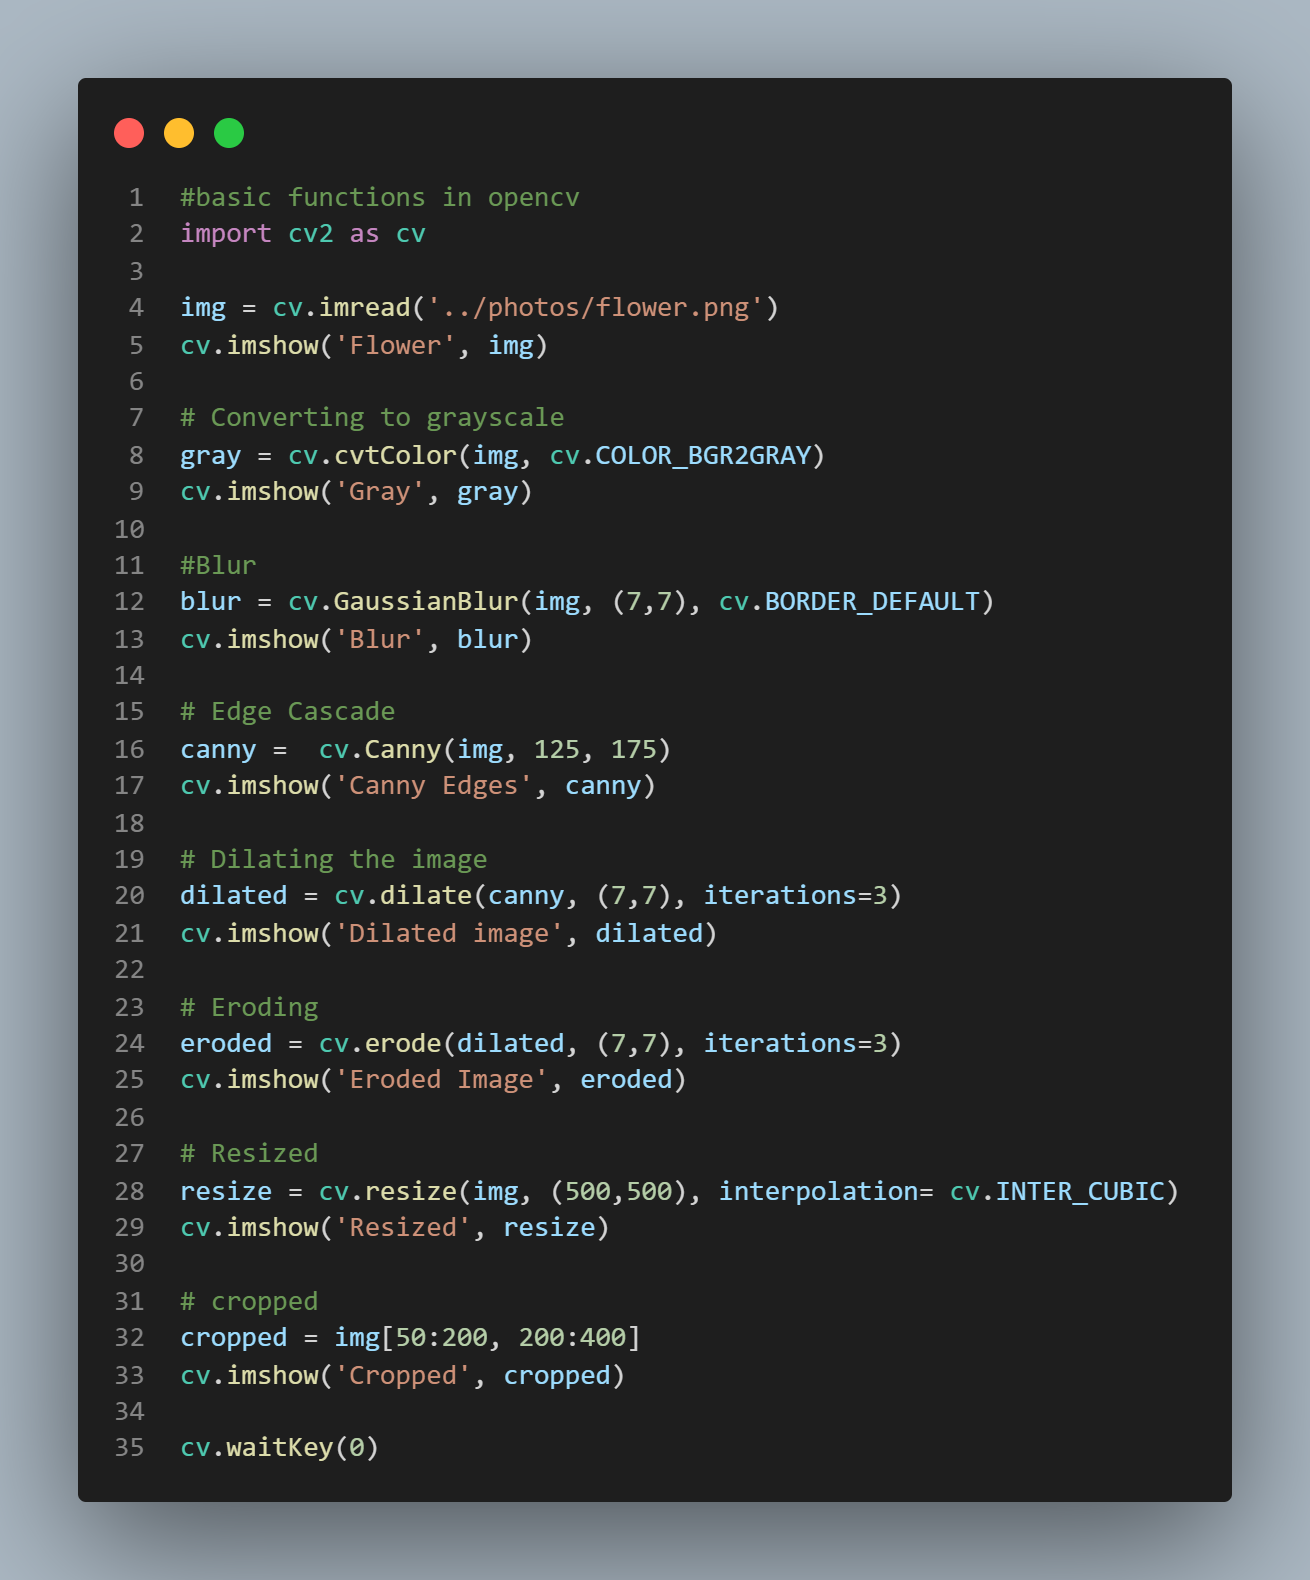 1 #basic functions in opencv
2 import cv2 as cv
3
4 img = cv.imread('../photos/flower.png')
5 cv.imshow('Flower', img)
6
7 # Converting to grayscale
8 gray = cv.cvtColor(img, cv.COLOR_BGR2GRAY)
9 cv.imshow('Gray', gray)
10
11 #Blur
12 blur = cv.GaussianBlur(img, (7,7), cv.BORDER_DEFAULT)
13 cv.imshow('Blur', blur)
14
15 # Edge Cascade
16 canny =  cv.Canny(img, 125, 175)
17 cv.imshow('Canny Edges', canny)
18
19 # Dilating the image
20 dilated = cv.dilate(canny, (7,7), iterations=3)
21 cv.imshow('Dilated image', dilated)
22
23 # Eroding
24 eroded = cv.erode(dilated, (7,7), iterations=3)
25 cv.imshow('Eroded Image', eroded)
26
27 # Resized
28 resize = cv.resize(img, (500,500), interpolation= cv.INTER_CUBIC)
29 cv.imshow('Resized', resize)
30
31 # cropped
32 cropped = img[50:200, 200:400]
33 cv.imshow('Cropped', cropped)
34
35 cv.waitKey(0)